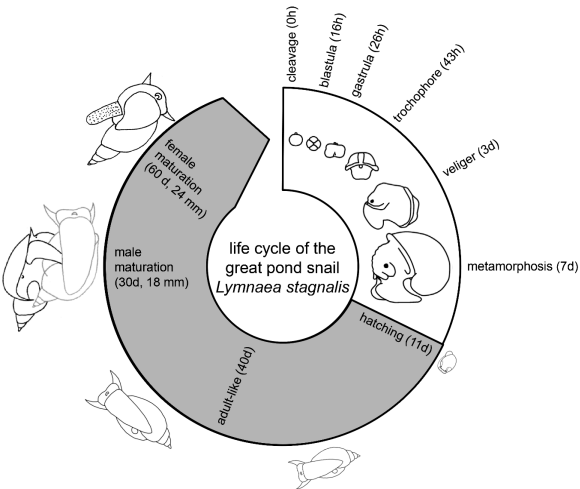 cleavage (0h)
blastula (16h)
gastrula (26h)
trochophore (43h)
veliger (3d)
metamorphosis (7d)
hatching (11d)
adult-like (40d)
male
maturation
(30d, 18 mm)
female
maturation
(60 d, 24 mm)
life cycle of the
great pond snail
Lymnaea stagnalis